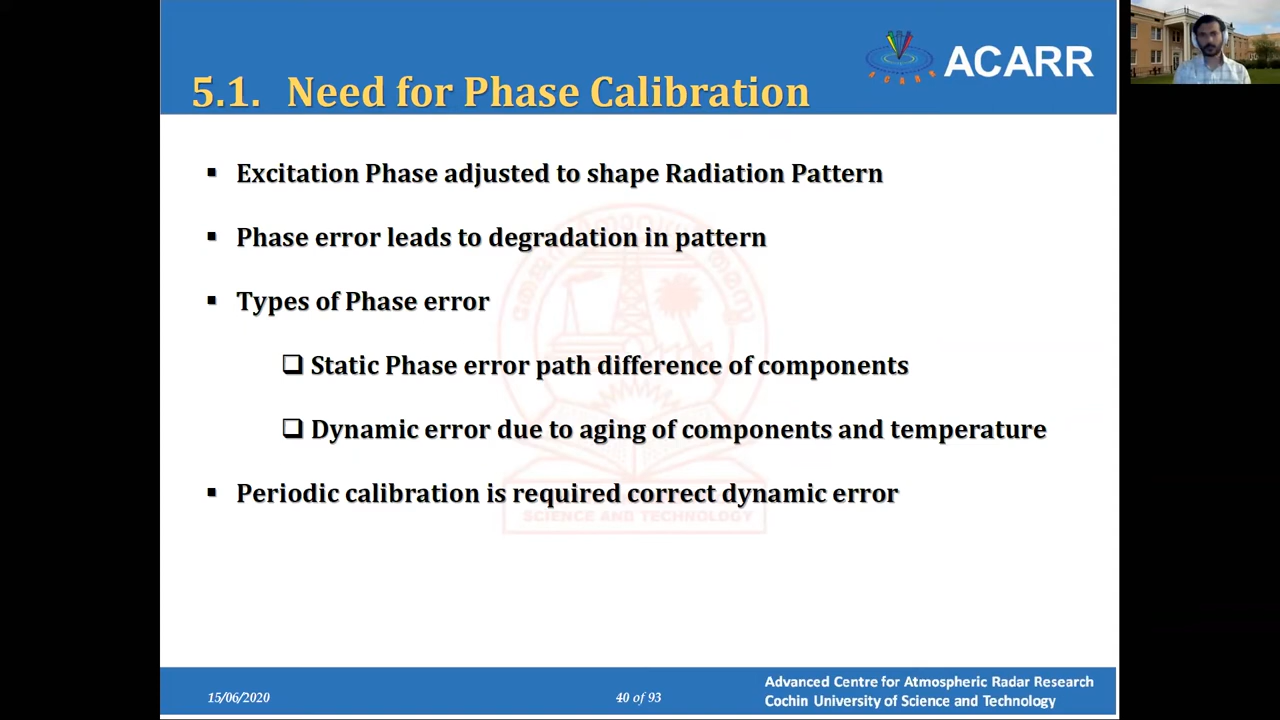 ACARR
A C A R R
5.1. Need for Phase Calibration
▪ Excitation Phase adjusted to shape Radiation Pattern
▪ Phase error leads to degradation in pattern
▪ Types of Phase error
❑ Static Phase error path difference of components
❑ Dynamic error due to aging of components and temperature
▪ Periodic calibration is required correct dynamic error
SCIENCE AND TECHNOLOGY
15/06/2020
40 of 93
Advanced Centre for Atmospheric Radar Research
Cochin University of Science and Technology